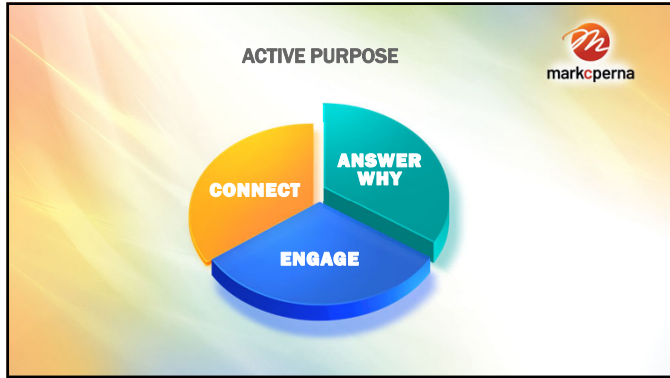 ACTIVE PURPOSE
markcperna
ANSWER
WHY
CONNECT
ENGAGE